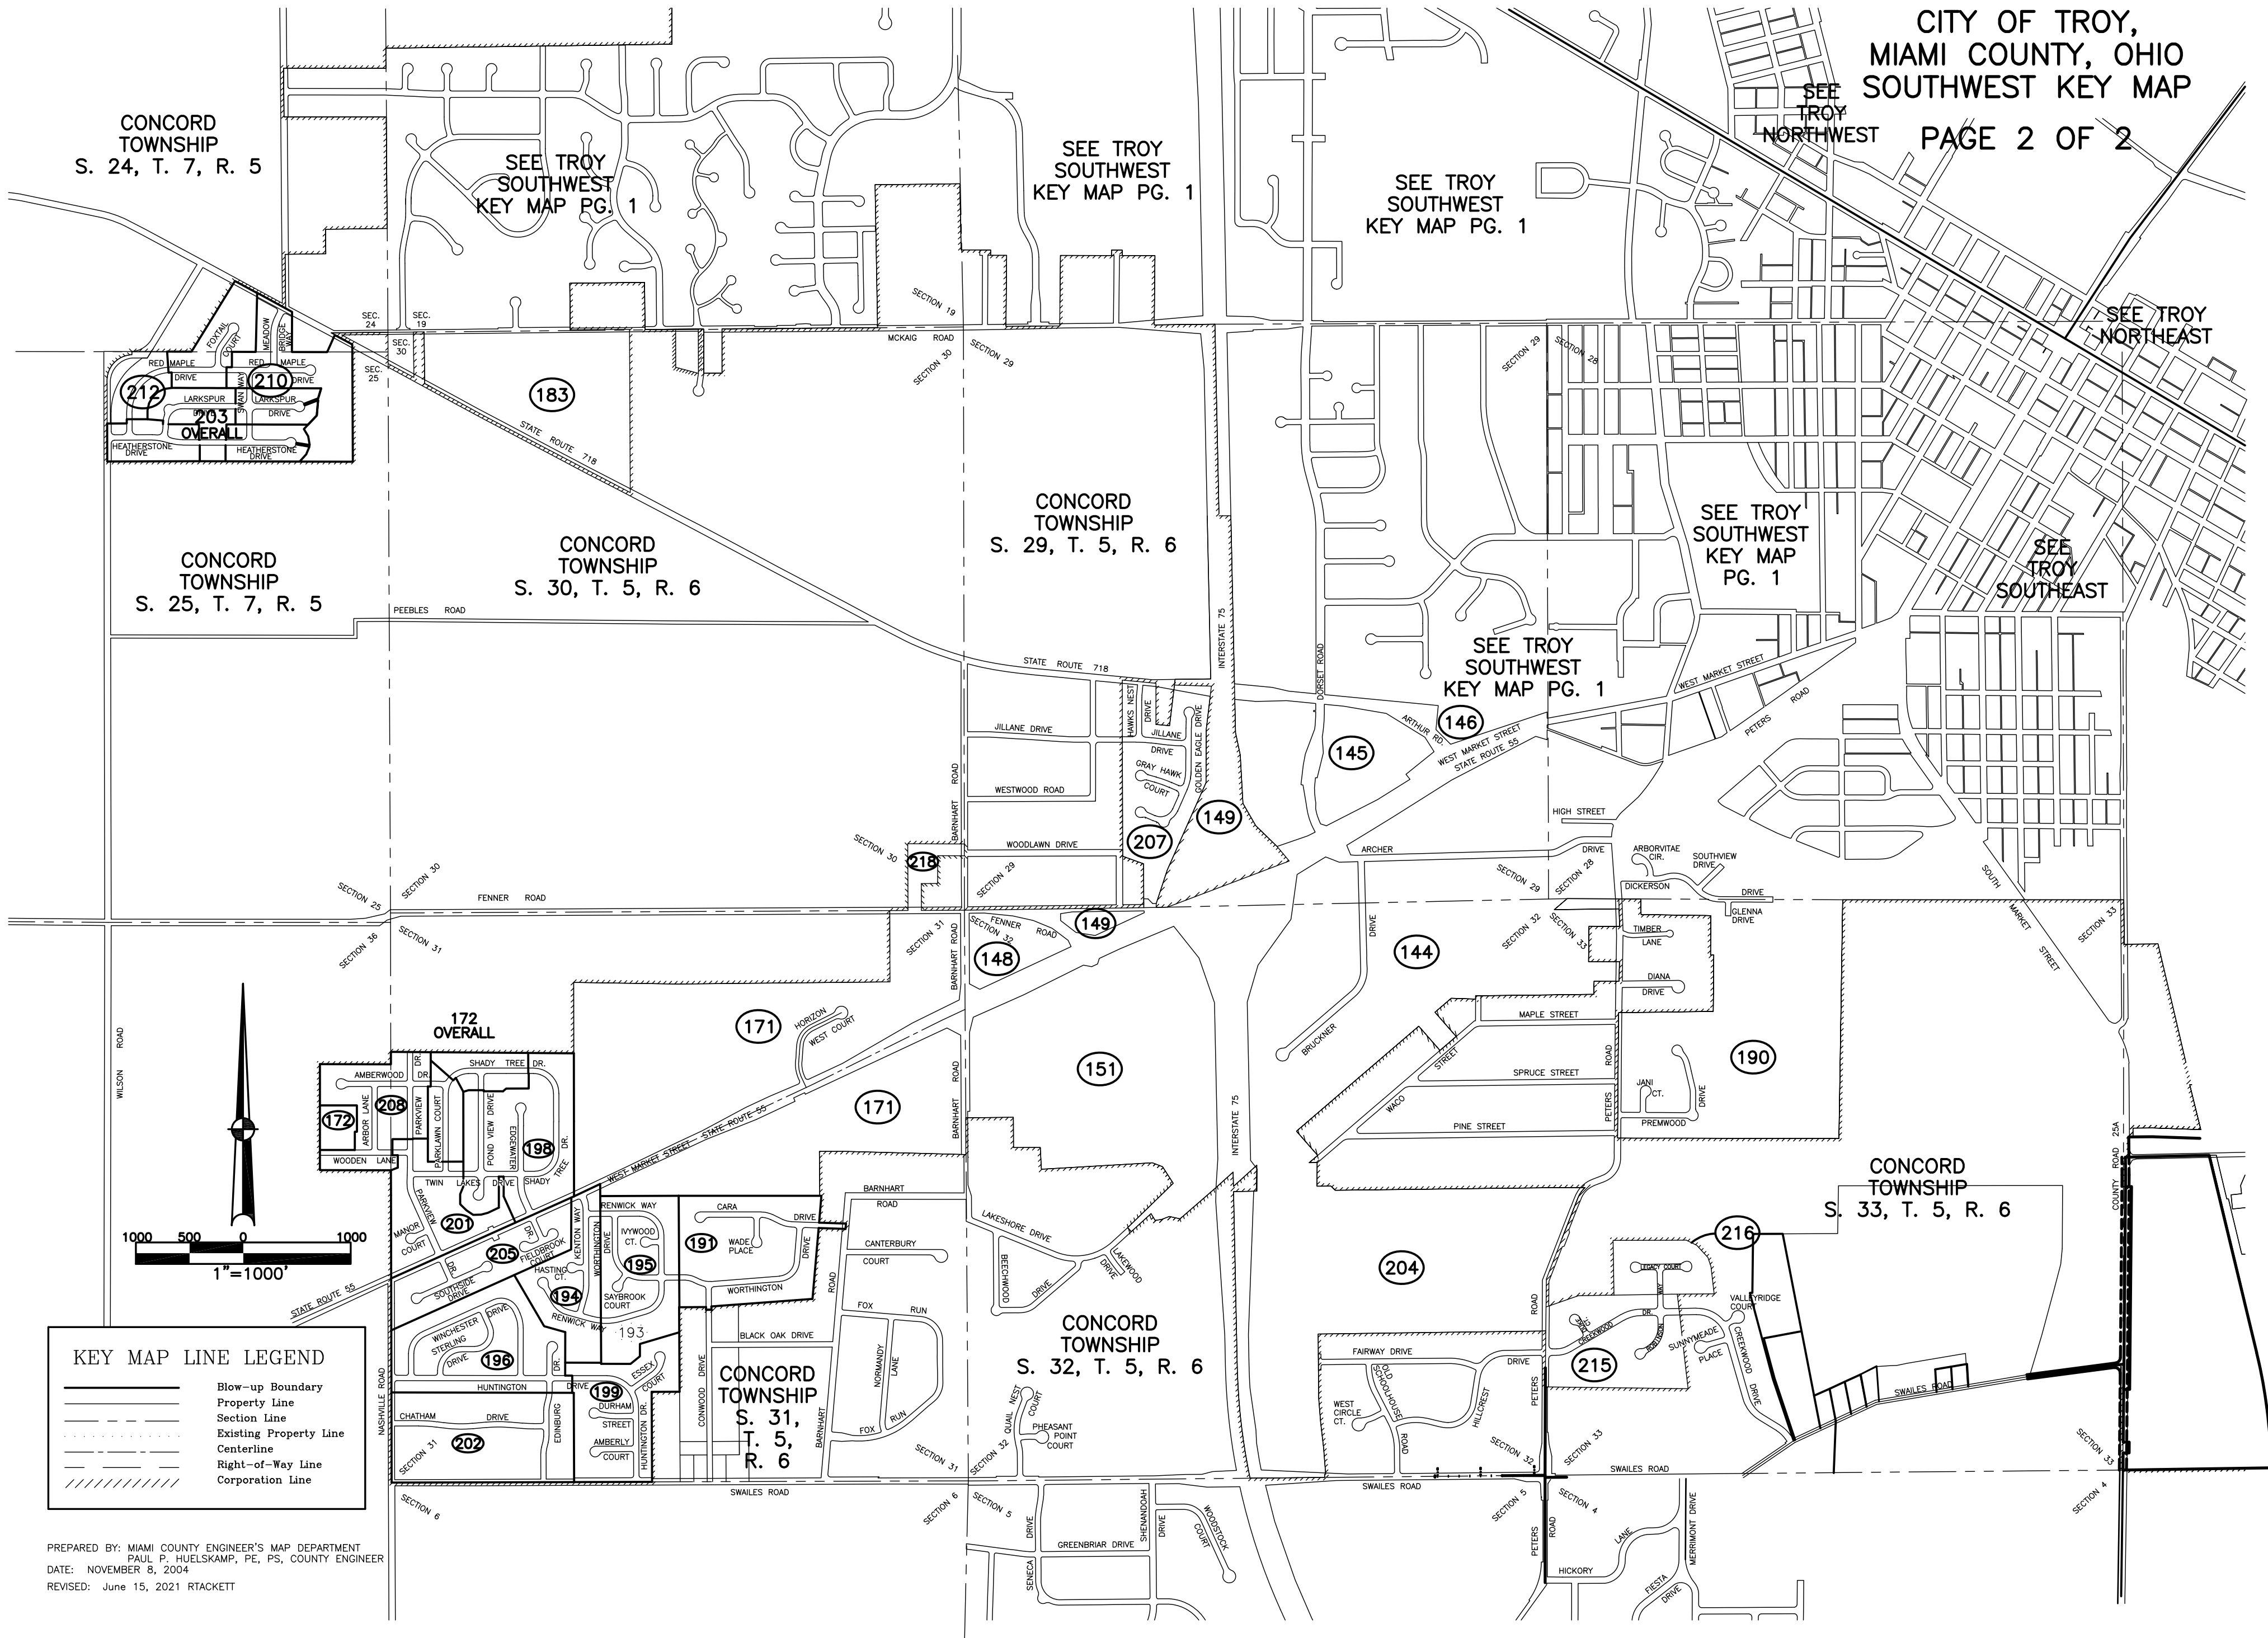 CITY OF TROY,
MIAMI COUNTY, OHIO
SOUTHWEST KEY MAP
PAGE 2 OF 2
SEE
TROY
NORTHWEST
CONCORD
TOWNSHIP
S. 24, T. 7, R. 5
SEE TROY
SOUTHWEST
KEY MAP PG. 1
SEE TROY
SOUTHWEST
KEY MAP PG. 1
SEE TROY
SOUTHWEST
KEY MAP PG. 1
SEE TROY
NORTHEAST
SECTION 19
SEC.
24
SEC.
19
SEC.
30
SEC.
25
MCKAIG ROAD
SECTION 29
SECTION 30
SECTION 29
SECTION 28
FOXTAIL
COURT
MEADOW
BRIDGE
WAY
RED MAPLE
DRIVE
RED MAPLE
DRIVE
212
210
SWAN WAY
LARKSPUR
DRIVE
LARKSPUR
DRIVE
203
OVERALL
HEATHERSTONE
DRIVE
HEATHERSTONE
DRIVE
183
STATE ROUTE 718
CONCORD
TOWNSHIP
S. 25, T. 7, R. 5
CONCORD
TOWNSHIP
S. 30, T. 5, R. 6
CONCORD
TOWNSHIP
S. 29, T. 5, R. 6
SEE TROY
SOUTHWEST
KEY MAP
PG. 1
SEE
TROY
SOUTHEAST
PEEBLES ROAD
STATE ROUTE 718
INTERSTATE 75
DORSET ROAD
SEE TROY
SOUTHWEST
KEY MAP PG. 1
WEST MARKET STREET
PETERS ROAD
146
145
ARTHUR RD.
WEST MARKET STREET
STATE ROUTE 55
JILLANE DRIVE
HAWKS NEST
DRIVE
JILLANE
DRIVE
GOLDEN EAGLE DRIVE
GRAY HAWK
COURT
WESTWOOD ROAD
BARNHART ROAD
149
207
WOODLAWN DRIVE
218
SECTION 30
SECTION 29
HIGH STREET
ARCHER DRIVE
ARBORVITAE
CIR.
SOUTHVIEW
DRIVE
DICKERSON DRIVE
GLENNA
DRIVE
SECTION 29
SECTION 28
SECTION 32
SECTION 33
SOUTH MARKET STREET
SECTION 33
SECTION 25
SECTION 30
FENNER ROAD
SECTION 36
SECTION 31
SECTION 31
SECTION 32
FENNER ROAD
149
148
BARNHART ROAD
144
TIMBER
LANE
DIANA
DRIVE
MAPLE STREET
BRUCKNER DRIVE
WACO STREET
SPRUCE STREET
PINE STREET
PETERS ROAD
190
JANI
CT.
PREMWOOD DRIVE
WILSON ROAD
172
OVERALL
171
HORIZON
WEST COURT
151
171
BARNHART ROAD
INTERSTATE 75
SHADY TREE DR.
AMBERWOOD DR.
PARKVIEW DR.
172
208
ARBOR LANE
PARKLAWN COURT
POND VIEW DRIVE
EDGEWATER
198
SHADY TREE DR.
WOODEN LANE
TWIN LAKES DRIVE
PARKVIEW
MANOR
COURT
201
WEST MARKET STREET STATE ROUTE 55
1000 500 0 1000
1"=1000'
STATE ROUTE 55
205
FIELDBROOK
COURT
DR.
SOUTHSIDE
DRIVE
KENTON WAY
HASTING
CT.
WORTHINGTON
DRIVE
RENWICK WAY
IVYWOOD
CT.
195
SAYBROOK
COURT
194
RENWICK WAY
193
CARA DRIVE
WADE
PLACE
191
DRIVE
WORTHINGTON
BARNHART
ROAD
CANTERBURY
COURT
LAKESHORE DRIVE
LAKEWOOD
DRIVE
BEECHWOOD
DRIVE
WINCHESTER DRIVE
STERLING
DRIVE
196
HUNTINGTON DRIVE
199
ESSEX
COURT
DURHAM
STREET
AMBERLY
COURT
HUNTINGTON DR.
EDINBURG DR.
CHATHAM DRIVE
202
SECTION 31
NASHVILLE ROAD
BLACK OAK DRIVE
CONWOOD DRIVE
CONCORD
TOWNSHIP
S. 31,
T. 5,
R. 6
BARNHART ROAD
FOX RUN
NORMANDY
LANE
FOX RUN
CONCORD
TOWNSHIP
S. 32, T. 5, R. 6
QUAIL NEST
COURT
PHEASANT
POINT
COURT
SECTION 31
SECTION 32
204
FAIRWAY DRIVE
DRIVE
OLD
SCHOOLHOUSE
ROAD
WEST
CIRCLE
CT.
HILLCREST
PETERS ROAD
SECTION 32
SECTION 33
CONCORD
TOWNSHIP
S. 33, T. 5, R. 6
216
LEGACY COURT
WAY
ROBINSON
CREEKWOOD DR.
VALLEYRIDGE
COURT
SUNNYMEADE
PLACE
CREEKWOOD DRIVE
215
SWAILES ROAD
COUNTY ROAD 25A
SECTION 33
SECTION 4
SWAILES ROAD
SWAILES ROAD
SWAILES ROAD
SECTION 6
SECTION 6
SECTION 5
SECTION 5
SECTION 4
SENECA DRIVE
GREENBRIAR DRIVE
SHENANDOAH
DRIVE
WOODSTOCK
COURT
PETERS ROAD
HICKORY LANE
FIESTA
DRIVE
MERRIMONT DRIVE
KEY MAP LINE LEGEND
Blow-up Boundary
Property Line
Section Line
Existing Property Line
Centerline
Right-of-Way Line
Corporation Line
PREPARED BY: MIAMI COUNTY ENGINEER'S MAP DEPARTMENT
PAUL P. HUELSKAMP, PE, PS, COUNTY ENGINEER
DATE: NOVEMBER 8, 2004
REVISED: June 15, 2021 RTACKETT